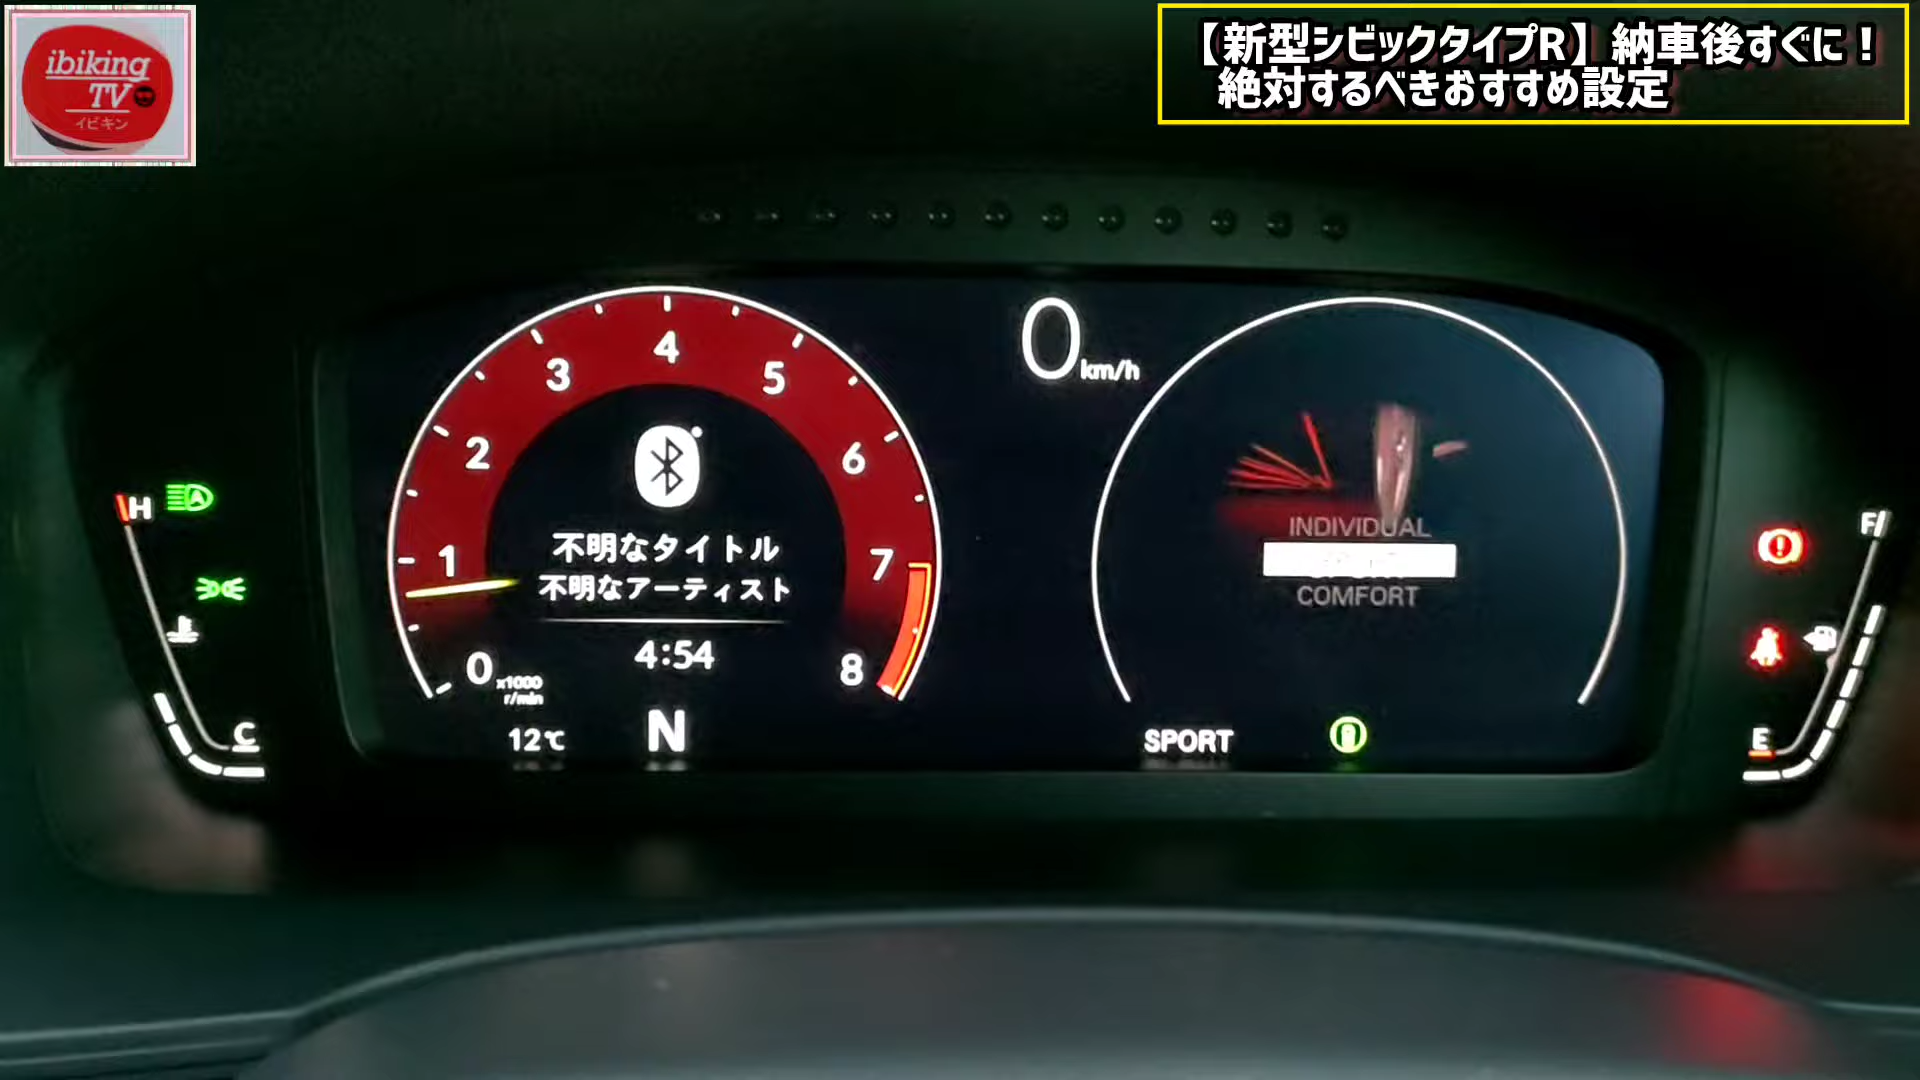 ibiking
TV
イビキン
【新型シビックタイプR】納車後すぐに！
絶対するべきおすすめ設定
0
km/h
4
3
5
2
6
1
7
0
8
x1000
r/min
不明なタイトル
不明なアーティスト
4:54
12℃
N
INDIVIDUAL
COMFORT
SPORT
H
C
F
E
A